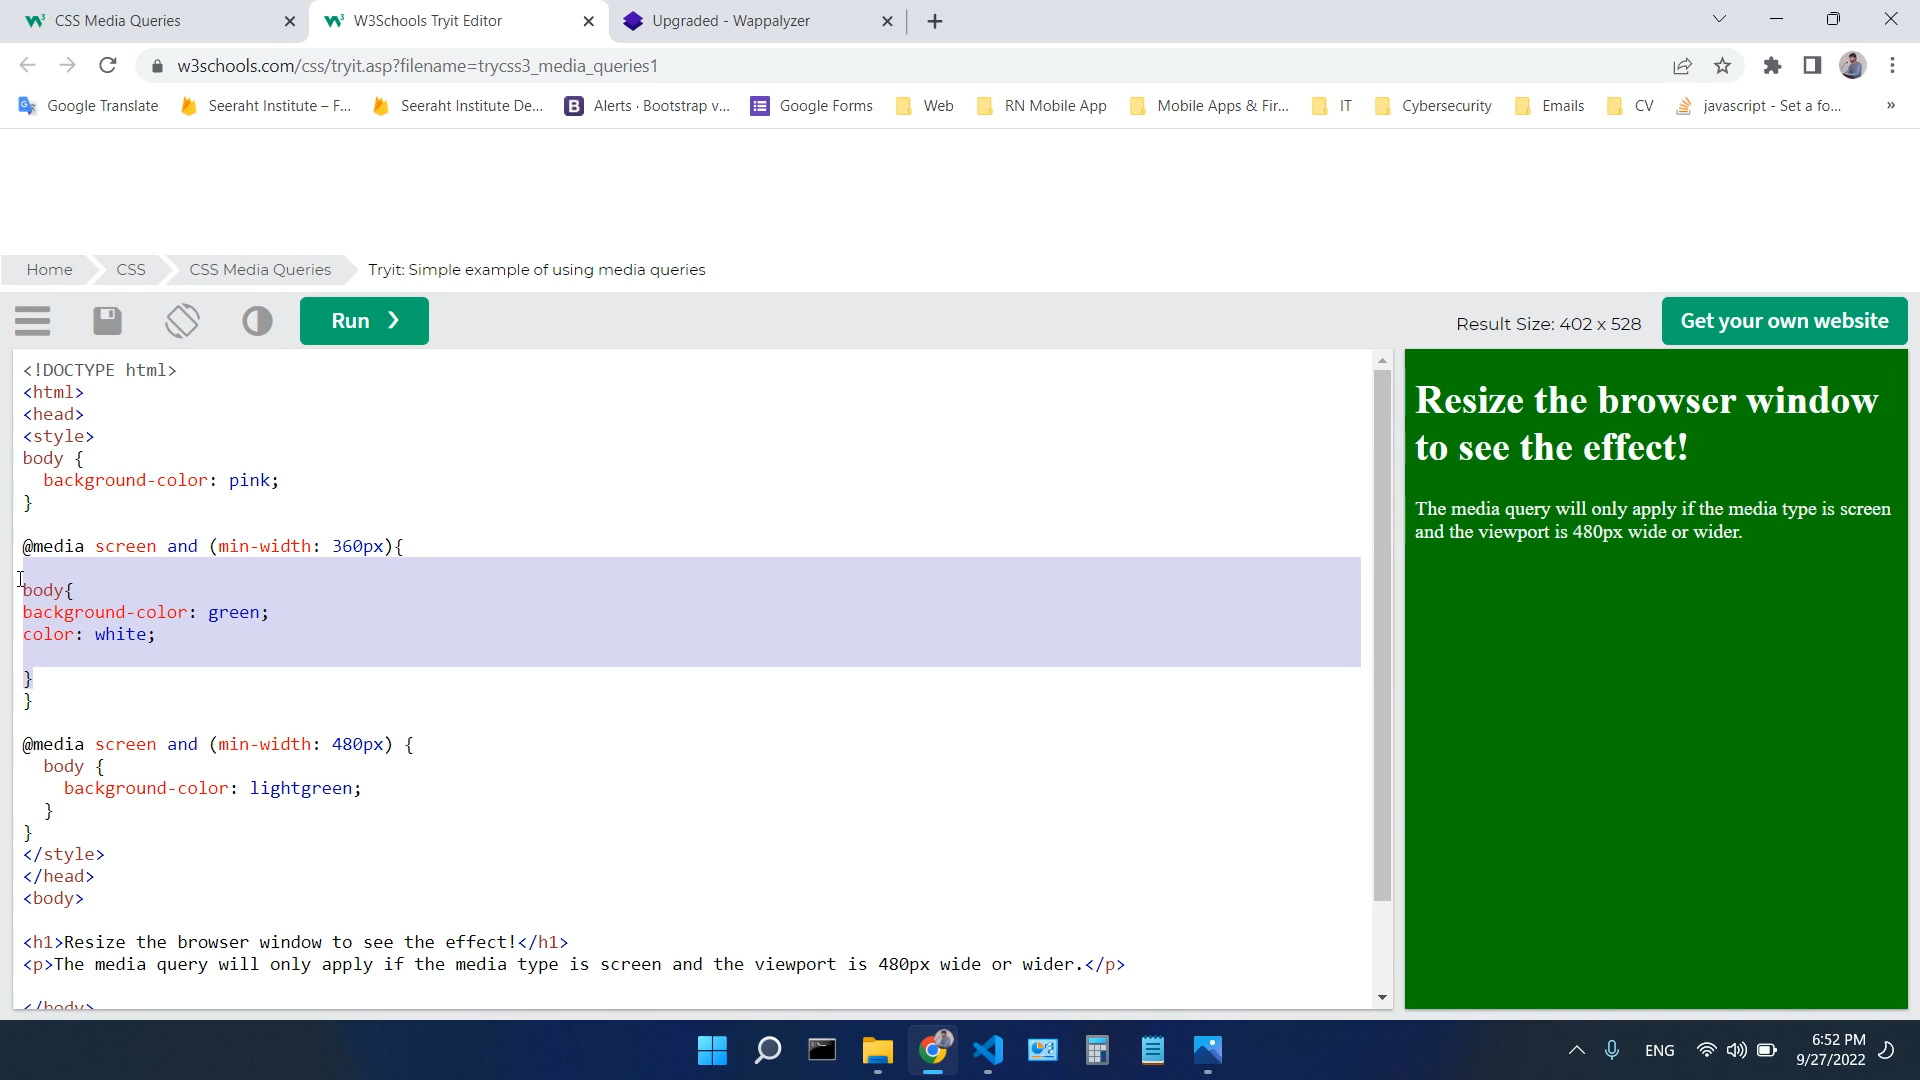 CSS Media Queries
W3Schools Tryit Editor
Upgraded - Wappalyzer
w3schools.com/css/tryit.asp?filename=trycss3_media_queries1
Google Translate
Seeraht Institute – F...
Seeraht Institute De...
Alerts · Bootstrap v...
Google Forms
Web
RN Mobile App
Mobile Apps & Fir...
IT
Cybersecurity
Emails
CV
javascript - Set a fo...
»
Home
CSS
CSS Media Queries
Tryit: Simple example of using media queries
Run ❯
Result Size: 402 x 528
Get your own website
<!DOCTYPE html>
<html>
<head>
<style>
body {
background-color: pink;
}
@media screen and (min-width: 360px){
body{
background-color: green;
color: white;
}
}
@media screen and (min-width: 480px) {
body {
background-color: lightgreen;
}
}
</style>
</head>
<body>
<h1>Resize the browser window to see the effect!</h1>
<p>The media query will only apply if the media type is screen and the viewport is 480px wide or wider.</p>
</body>
Resize the browser window
to see the effect!
The media query will only apply if the media type is screen
and the viewport is 480px wide or wider.
ENG
6:52 PM
9/27/2022